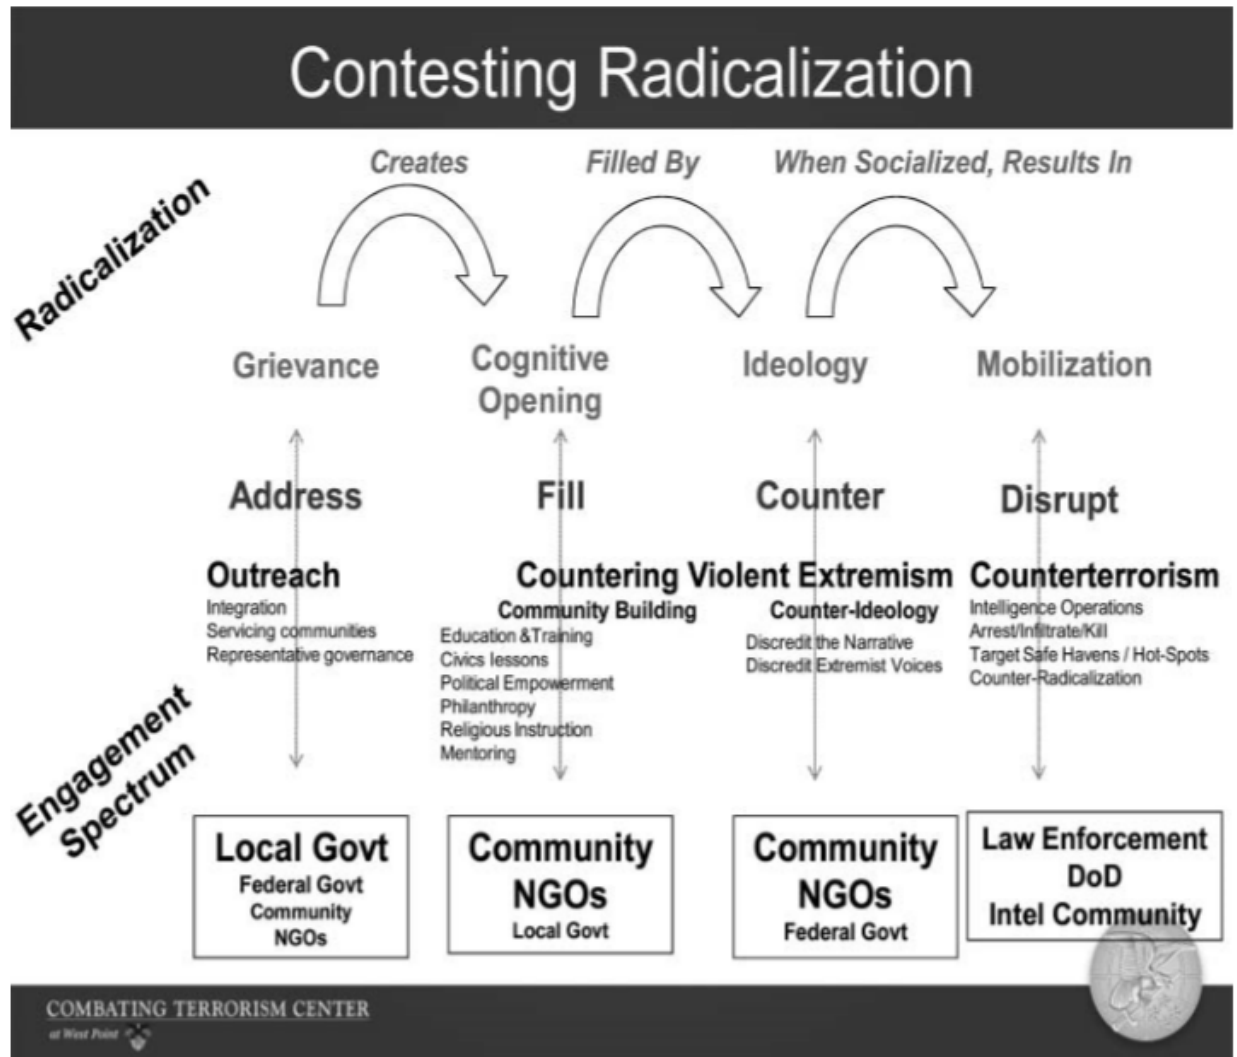 Contesting Radicalization
Creates
Filled By
When Socialized, Results In
Radicalization
Grievance
Cognitive
Opening
Ideology
Mobilization
Address
Fill
Counter
Disrupt
Outreach
Integration
Servicing communities
Representative governance
Countering Violent Extremism
Community Building
Education &Training
Civics lessons
Political Empowerment
Philanthropy
Religious Instruction
Mentoring
Counter-Ideology
Discredit the Narrative
Discredit Extremist Voices
Counterterrorism
Intelligence Operations
Arrest/Infiltrate/Kill
Target Safe Havens / Hot-Spots
Counter-Radicalization
Engagement
Spectrum
Local Govt
Federal Govt
Community
NGOs
Community
NGOs
Local Govt
Community
NGOs
Federal Govt
Law Enforcement
DoD
Intel Community
COMBATING TERRORISM CENTER
at West Point